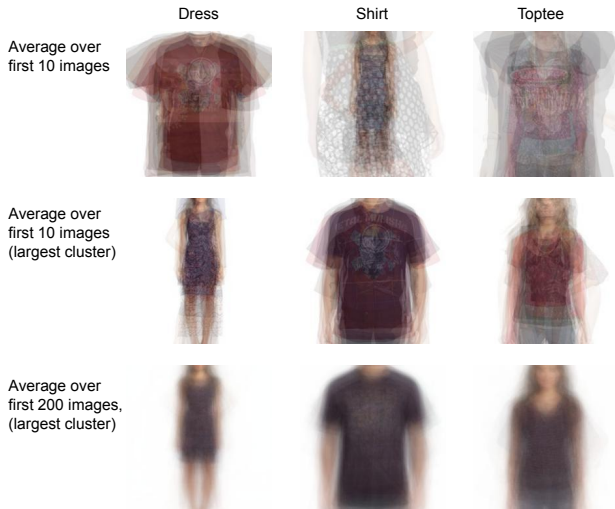 Dress Shirt Toptee
Average over
first 10 images
Average over
first 10 images
(largest cluster)
Average over
first 200 images,
(largest cluster)